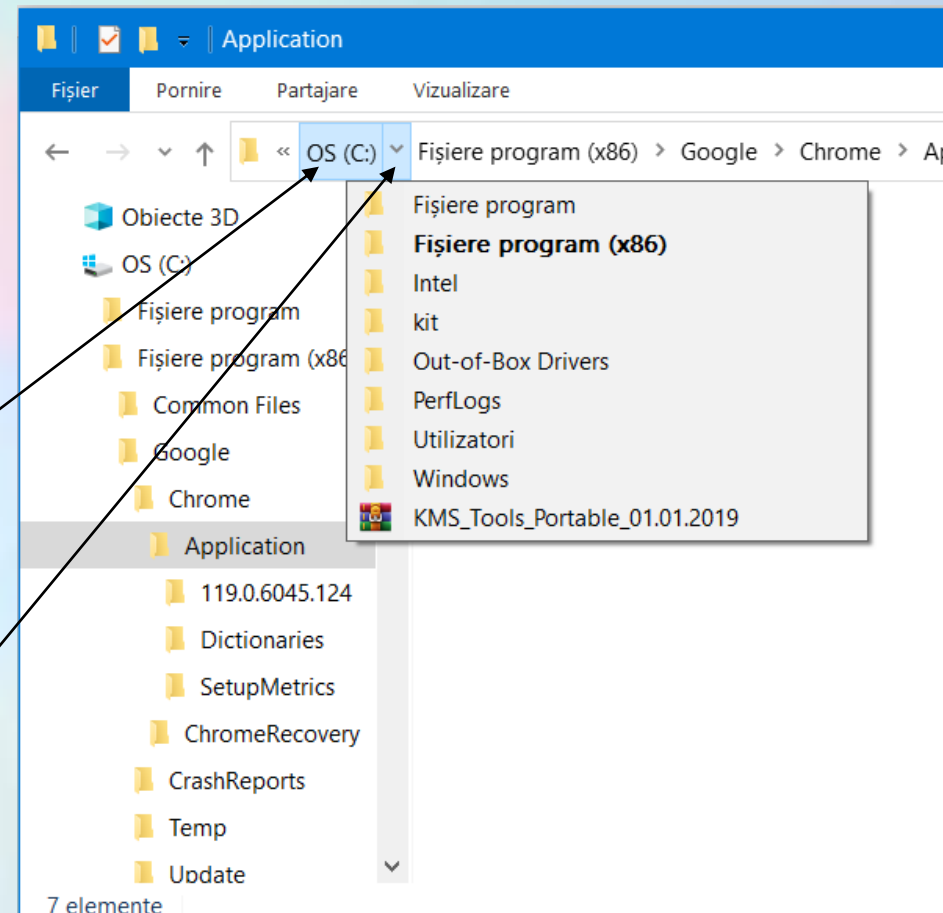 Application
Fișier Pornire Partajare Vizualizare
« OS (C:) Fișiere program (x86) > Google > Chrome > Ap
Obiecte 3D
OS (C:)
Fișiere program
Fișiere program (x86
Common Files
Google
Chrome
Application
119.0.6045.124
Dictionaries
SetupMetrics
ChromeRecovery
CrashReports
Temp
Update
Fișiere program
Fișiere program (x86)
Intel
kit
Out-of-Box Drivers
PerfLogs
Utilizatori
Windows
KMS_Tools_Portable_01.01.2019
7 elemente